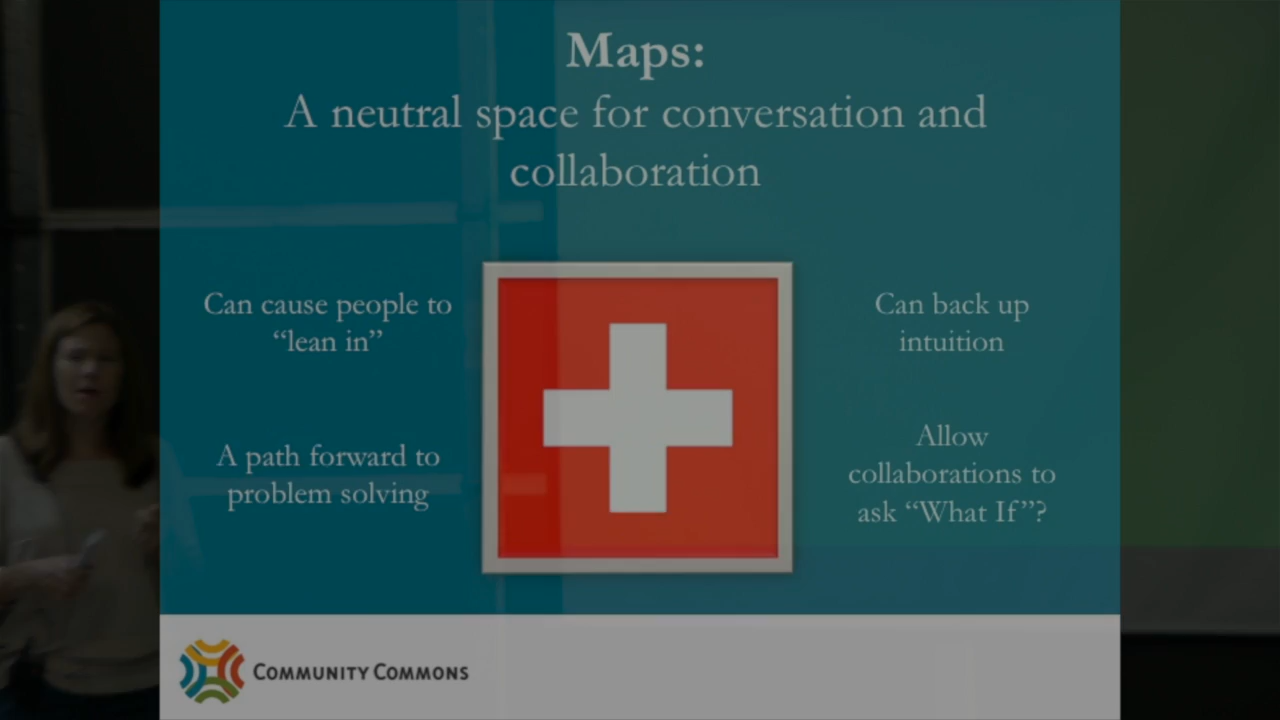 Maps:
A neutral space for conversation and
collaboration
Can cause people to
“lean in”
A path forward to
problem solving
Can back up
intuition
Allow
collaborations to
ask “What If”?
COMMUNITY COMMONS